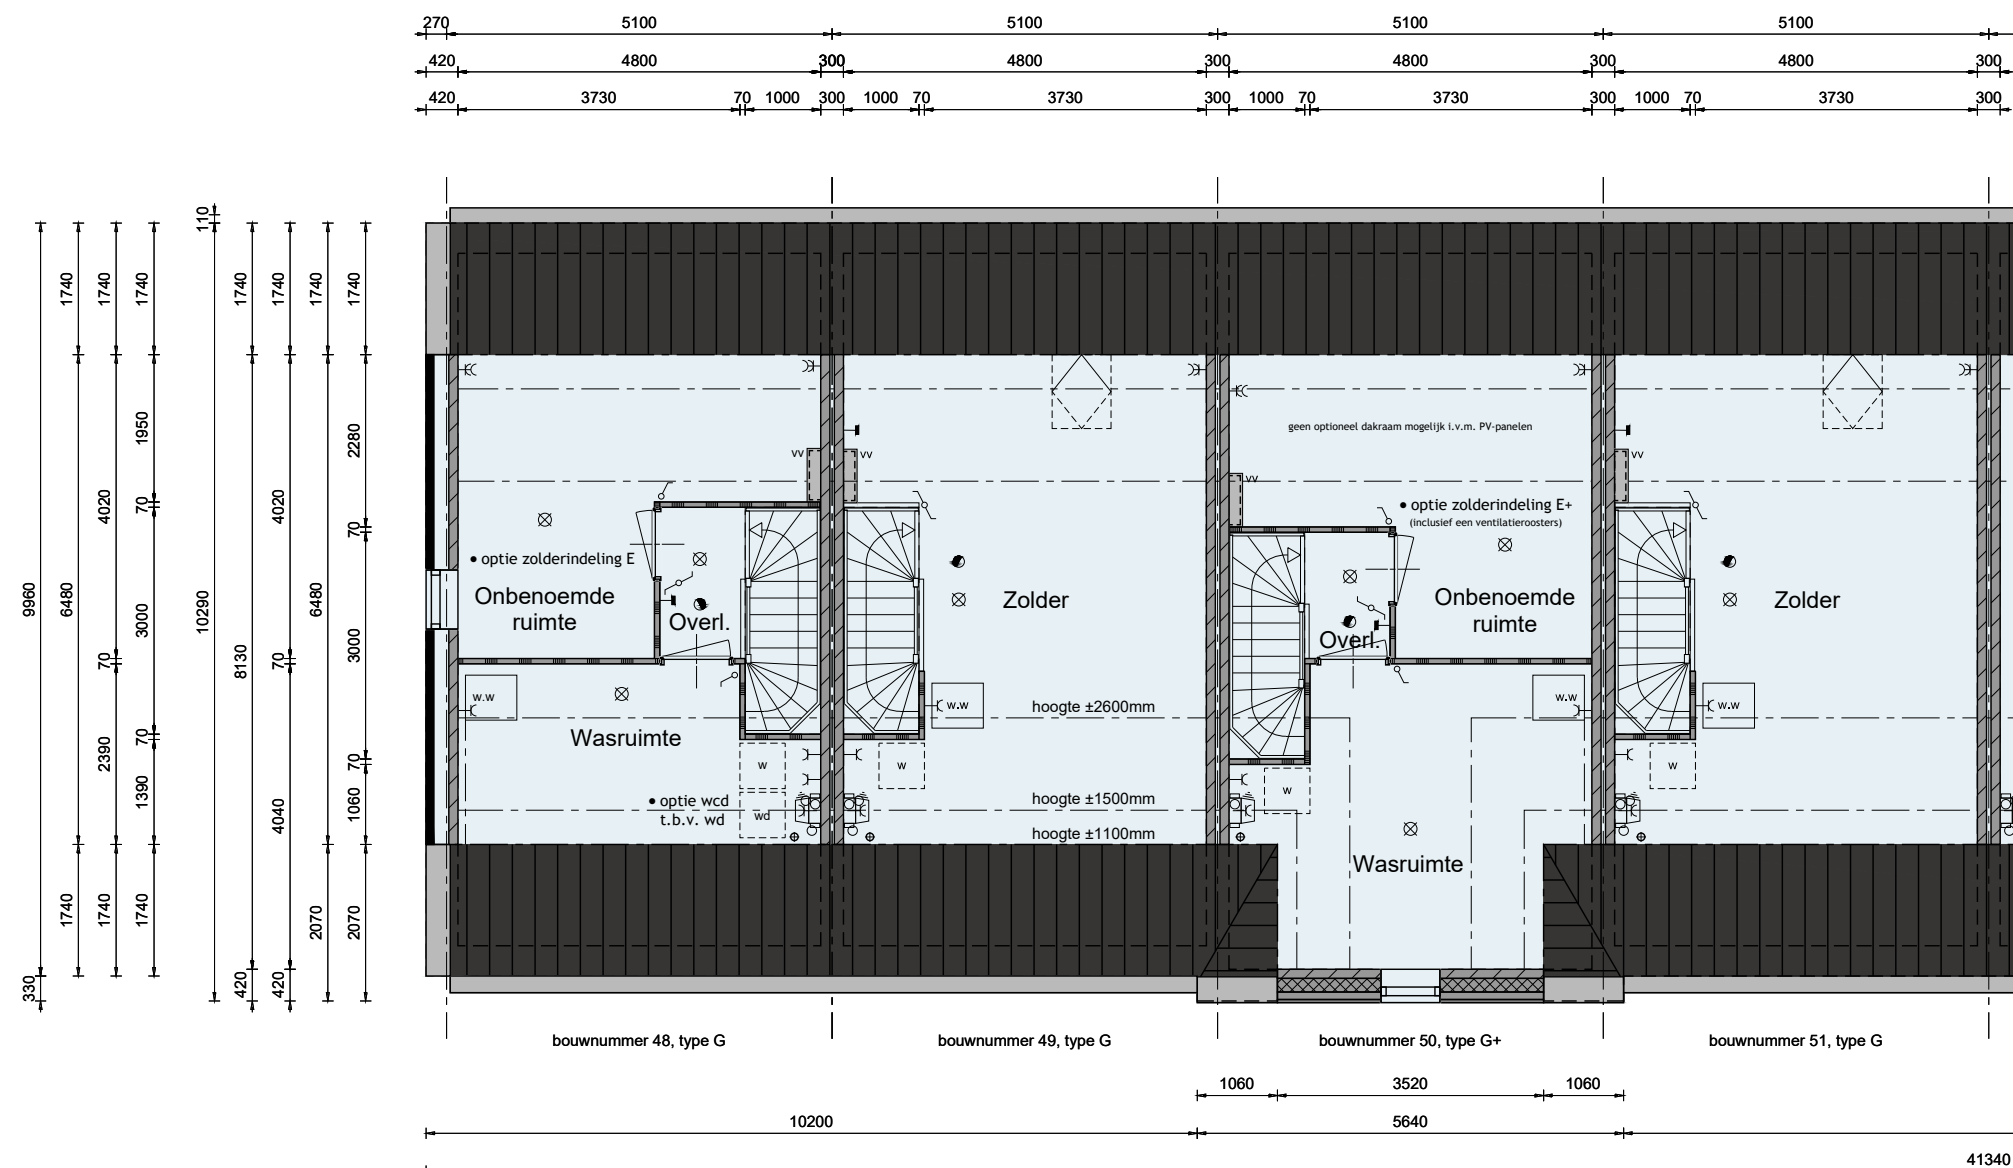 270 5100 5100 5100 5100
420 4800 300 4800 300 4800 300 4800 300
420 3730 70 1000 300 1000 70 3730 300 1000 70 3730 300 1000 70 3730 300
110
1740 1740 1740 1740 1740 1740 1740
9960 6480 4020 1950 10290 8130 4020 6480 2280
70 3000 70 2390 70 1390
70 4040 70 3000 70 1060
1740 1740 1740 2070 2070
330 420 420
vv vv vv vv
geen optioneel dakraam mogelijk i.v.m. PV-panelen
• optie zolderindeling E+
(inclusief een ventilatieroosters)
• optie zolderindeling E
Onbenoemde
ruimte
Overl.
Zolder
Onbenoemde
ruimte
Overl.
Zolder
w.w w.w w.w w.w
hoogte ±2600mm
Wasruimte
w w w w
• optie wcd
t.b.v. wd
wd
hoogte ±1500mm
hoogte ±1100mm
Wasruimte
bouwnummer 48, type G
bouwnummer 49, type G
bouwnummer 50, type G+
bouwnummer 51, type G
1060 3520 1060
10200 5640
41340